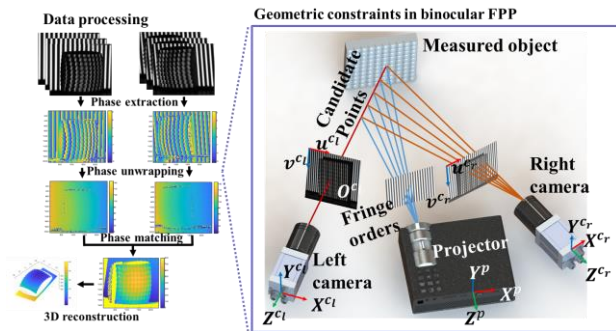 Data processing
Phase extraction
Phase unwrapping
Phase matching
3D reconstruction
Geometric constraints in binocular FPP
Measured object
Candidate
Points
u^{c_l}
v^{c_l}
O^c
u^{c_r}
v^{c_r}
Fringe
orders
Right
camera
Projector
Left
camera
Y^{c_l}
X^{c_l}
Z^{c_l}
Y^p
X^p
Z^p
Y^{c_r}
X^{c_r}
Z^{c_r}